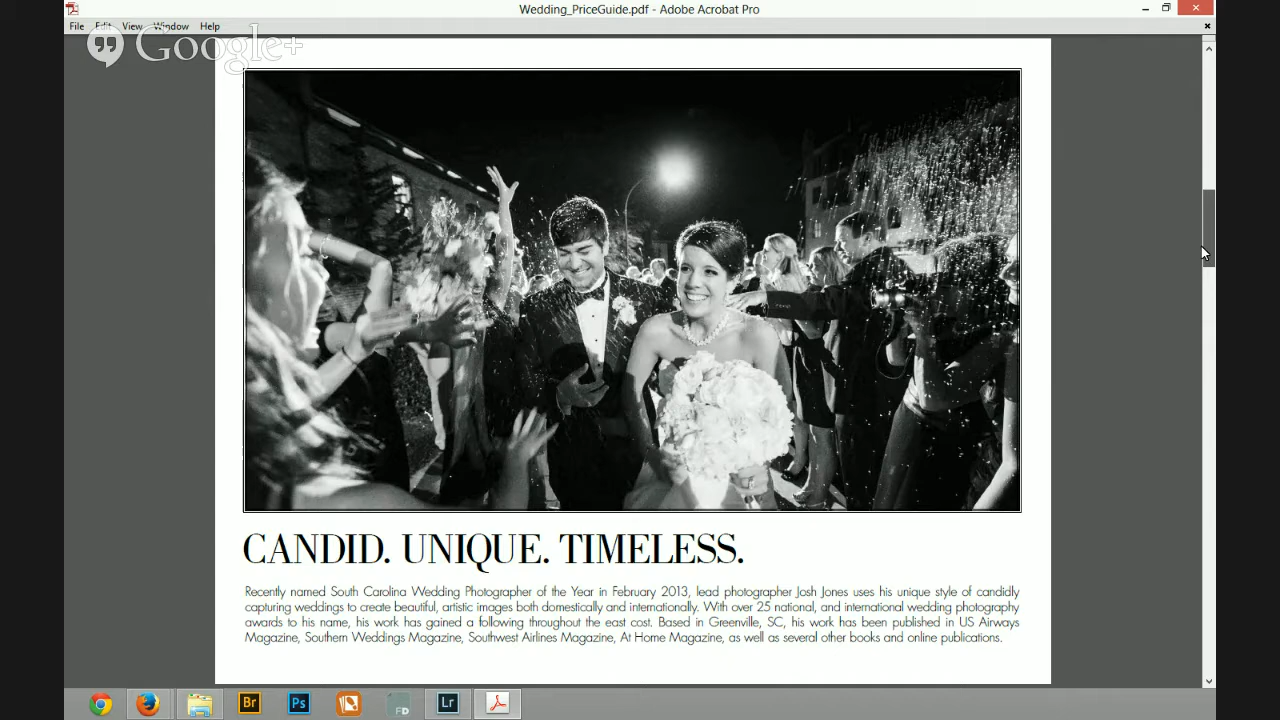 Wedding_PriceGuide.pdf - Adobe Acrobat Pro
File Edit View Window Help
Google+
CANDID. UNIQUE. TIMELESS.
Recently named South Carolina Wedding Photographer of the Year in February 2013, lead photographer Josh Jones uses his unique style of candidly
capturing weddings to create beautiful, artistic images both domestically and internationally. With over 25 national, and international wedding photography
awards to his name, his work has gained a following throughout the east cost. Based in Greenville, SC, his work has been published in US Airways
Magazine, Southern Weddings Magazine, Southwest Airlines Magazine, At Home Magazine, as well as several other books and online publications.
Br Ps FD Lr